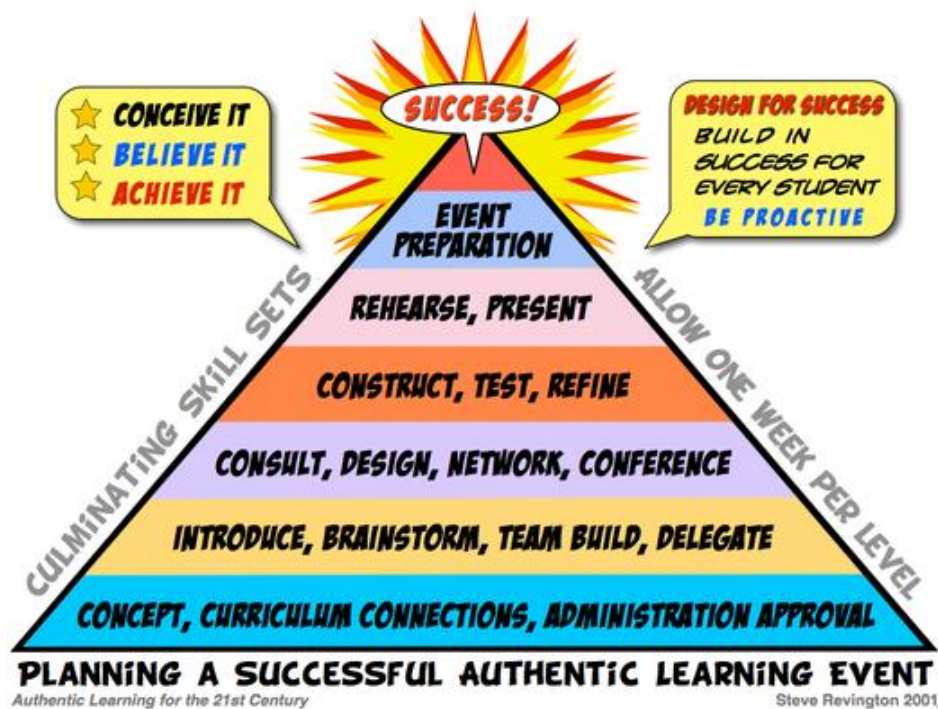 SUCCESS!
CONCEIVE IT
BELIEVE IT
ACHIEVE IT
DESIGN FOR SUCCESS
BUILD IN
SUCCESS FOR
EVERY STUDENT
BE PROACTIVE
EVENT
PREPARATION
REHEARSE, PRESENT
CONSTRUCT, TEST, REFINE
CONSULT, DESIGN, NETWORK, CONFERENCE
INTRODUCE, BRAINSTORM, TEAM BUILD, DELEGATE
CONCEPT, CURRICULUM CONNECTIONS, ADMINISTRATION APPROVAL
CULMINATING SKILL SETS
ALLOW ONE WEEK PER LEVEL
PLANNING A SUCCESSFUL AUTHENTIC LEARNING EVENT
Authentic Learning for the 21st Century
Steve Revington 2001